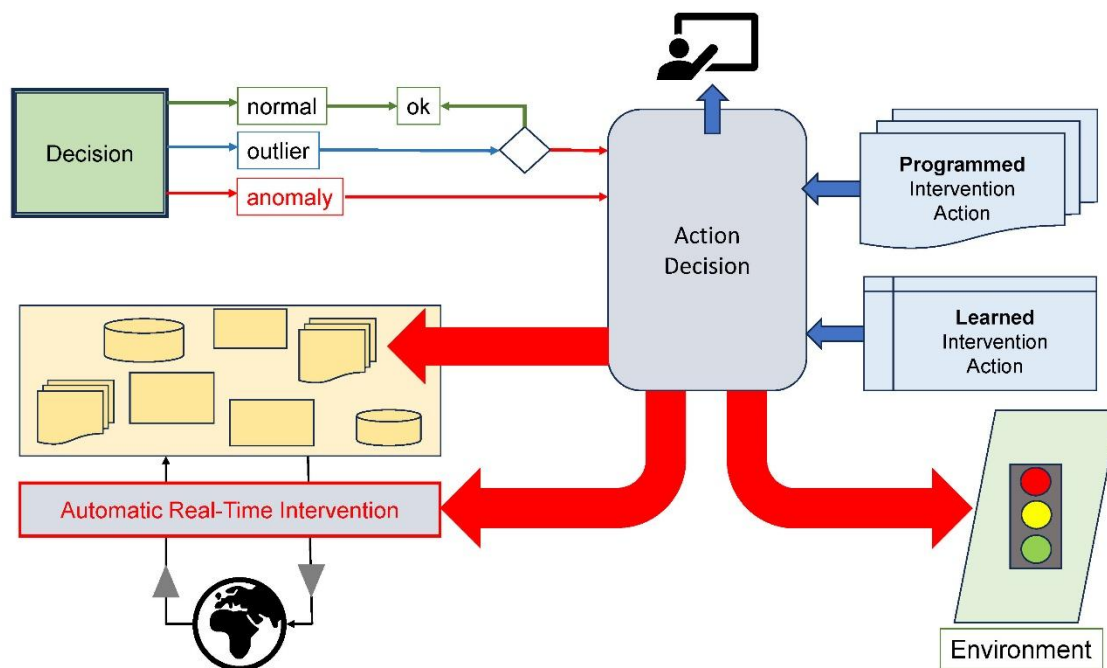 Decision
normal
ok
outlier
anomaly
Action
Decision
Programmed
Intervention
Action
Learned
Intervention
Action
Automatic Real-Time Intervention
Environment